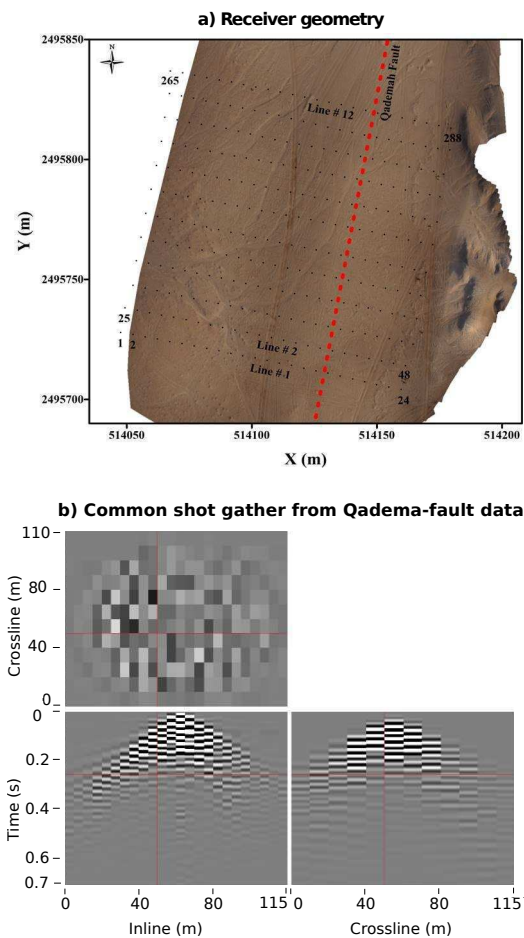 a) Receiver geometry
2495850
N
265
Line # 12
Qademah Fault
288
2495800
Y (m)
2495750
25
1 2
Line # 2
Line # 1
48
24
2495700
514050 514100 514150 514200
X (m)
b) Common shot gather from Qadema-fault data
110
80
40
0
Crossline (m)
0
0.2
0.4
0.6
0.7
Time (s)
0 40 80 115
Inline (m)
0 40 80 115
Crossline (m)